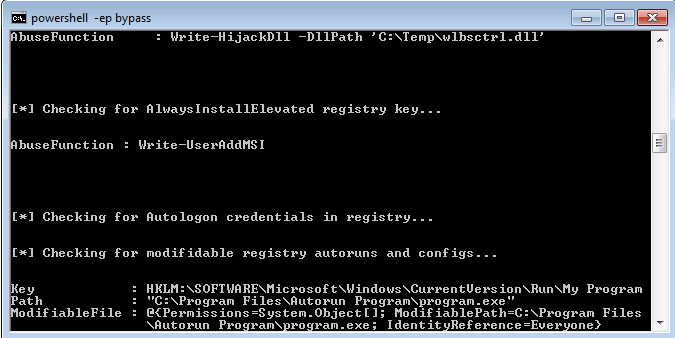 powershell -ep bypass
AbuseFunction : Write-HijackDll -DllPath 'C:\Temp\wlbsctrl.dll'
[*] Checking for AlwaysInstallElevated registry key...
AbuseFunction : Write-UserAddMSI
[*] Checking for Autologon credentials in registry...
[*] Checking for modifidable registry autoruns and configs...
Key : HKLM:\SOFTWARE\Microsoft\Windows\CurrentVersion\Run\My Program
Path : "C:\Program Files\Autorun Program\program.exe"
ModifiableFile : @{Permissions=System.Object[]; ModifiablePath=C:\Program Files
\Autorun Program\program.exe; IdentityReference=Everyone}